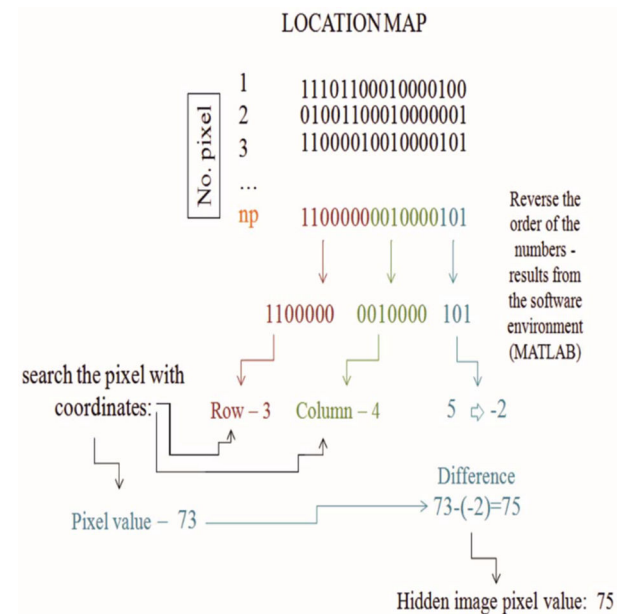 LOCATION MAP
No. pixel
1 11101100010000100
2 01001100010000001
3 11000010010000101
...
np 11000000010000101
Reverse the
order of the
numbers -
results from
the software
environment
(MATLAB)
1100000 0010000 101
search the pixel with
coordinates:
Row – 3 Column – 4 5 ⇨ -2
Pixel value – 73
Difference
73-(-2)=75
Hidden image pixel value: 75